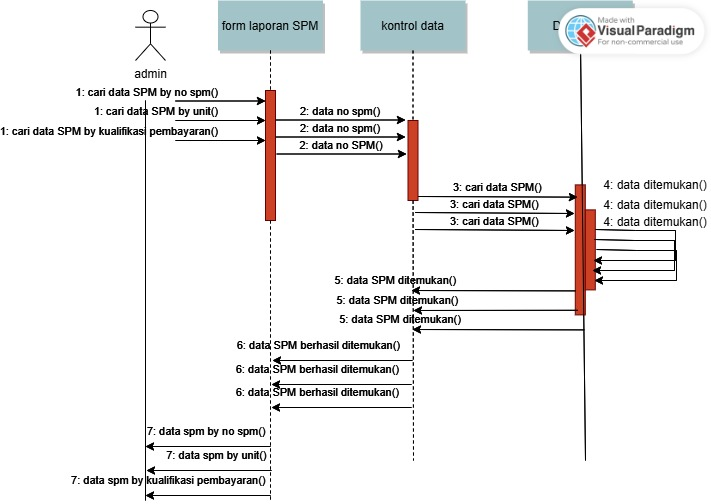 form laporan SPM
kontrol data
D
Made with
VisualParadigm
For non-commercial use
admin
1: cari data SPM by no spm()
1: cari data SPM by unit()
1: cari data SPM by kualifikasi pembayaran()
2: data no spm()
2: data no spm()
2: data no SPM()
3: cari data SPM()
3: cari data SPM()
3: cari data SPM()
4: data ditemukan()
4: data ditemukan()
4: data ditemukan()
5: data SPM ditemukan()
5: data SPM ditemukan()
5: data SPM ditemukan()
6: data SPM berhasil ditemukan()
6: data SPM berhasil ditemukan()
6: data SPM berhasil ditemukan()
7: data spm by no spm()
7: data spm by unit()
7: data spm by kualifikasi pembayaran()